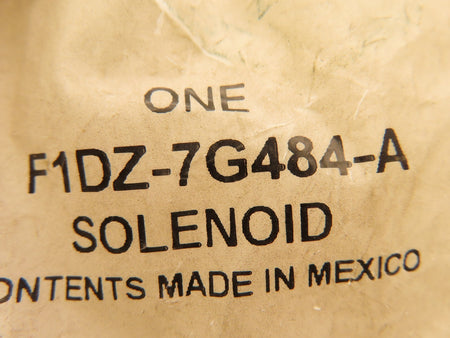 ONE
F1DZ-7G484-A
SOLENOID
ONTENTS MADE IN MEXICO